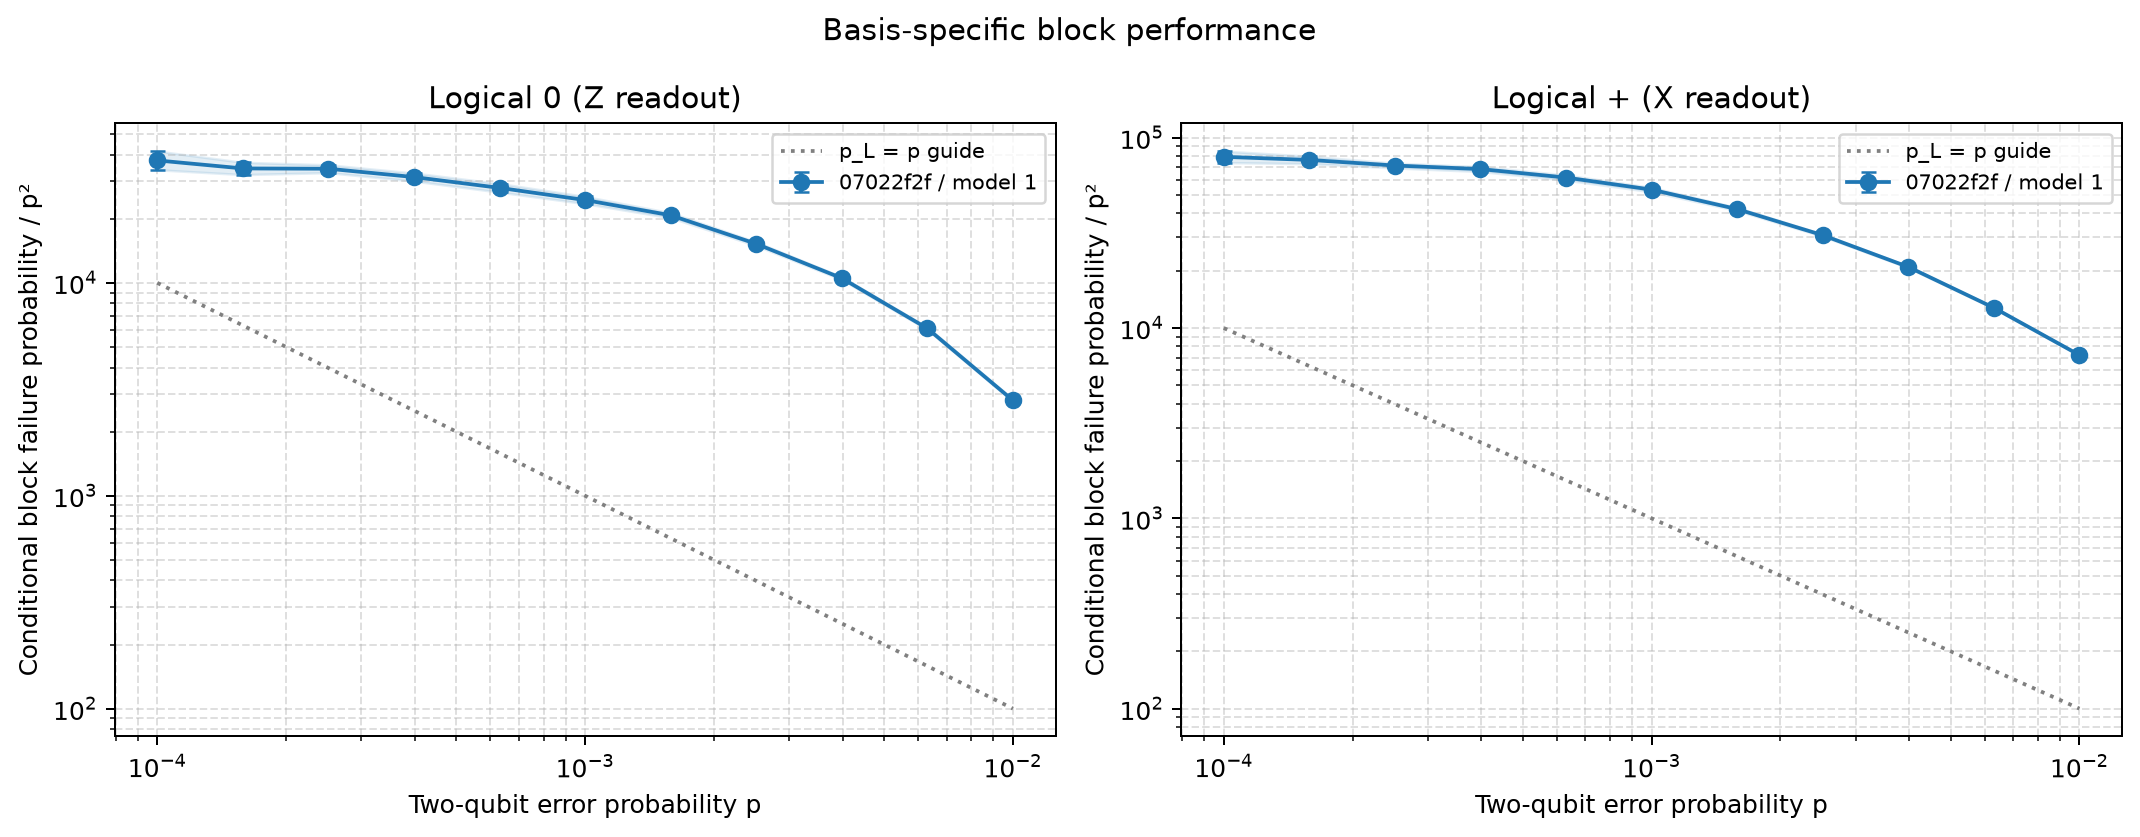 Basis-specific block performance
Logical 0 (Z readout)
Conditional block failure probability / p²
10⁴
10³
10²
p_L = p guide
07022f2f / model 1
10⁻⁴
10⁻³
10⁻²
Two-qubit error probability p
Logical + (X readout)
Conditional block failure probability / p²
10⁵
10⁴
10³
10²
p_L = p guide
07022f2f / model 1
10⁻⁴
10⁻³
10⁻²
Two-qubit error probability p